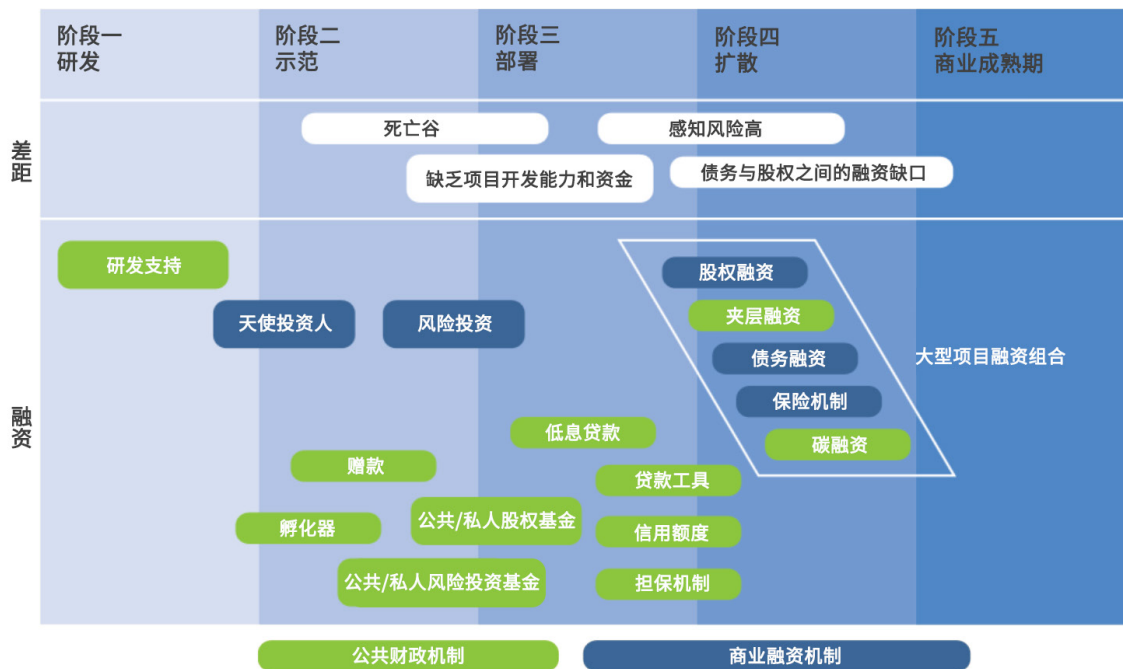 阶段一
研发
阶段二
示范
阶段三
部署
阶段四
扩散
阶段五
商业成熟期
差距
死亡谷
感知风险高
缺乏项目开发能力和资金
债务与股权之间的融资缺口
融资
研发支持
股权融资
天使投资人
风险投资
夹层融资
债务融资
大型项目融资组合
保险机制
低息贷款
碳融资
赠款
贷款工具
孵化器
公共/私人股权基金
信用额度
公共/私人风险投资基金
担保机制
公共财政机制
商业融资机制